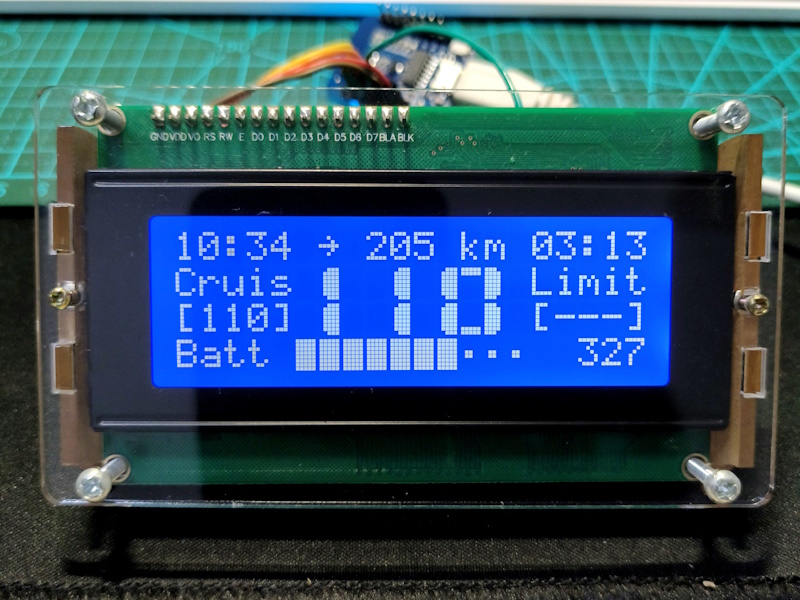 GND VDD VO RS RW E D0 D1 D2 D3 D4 D5 D6 D7 BLA BLK
10:34 → 205 km 03:13
Cruis 110 Limit
[110] [---]
Batt ■■■■■■■··· 327